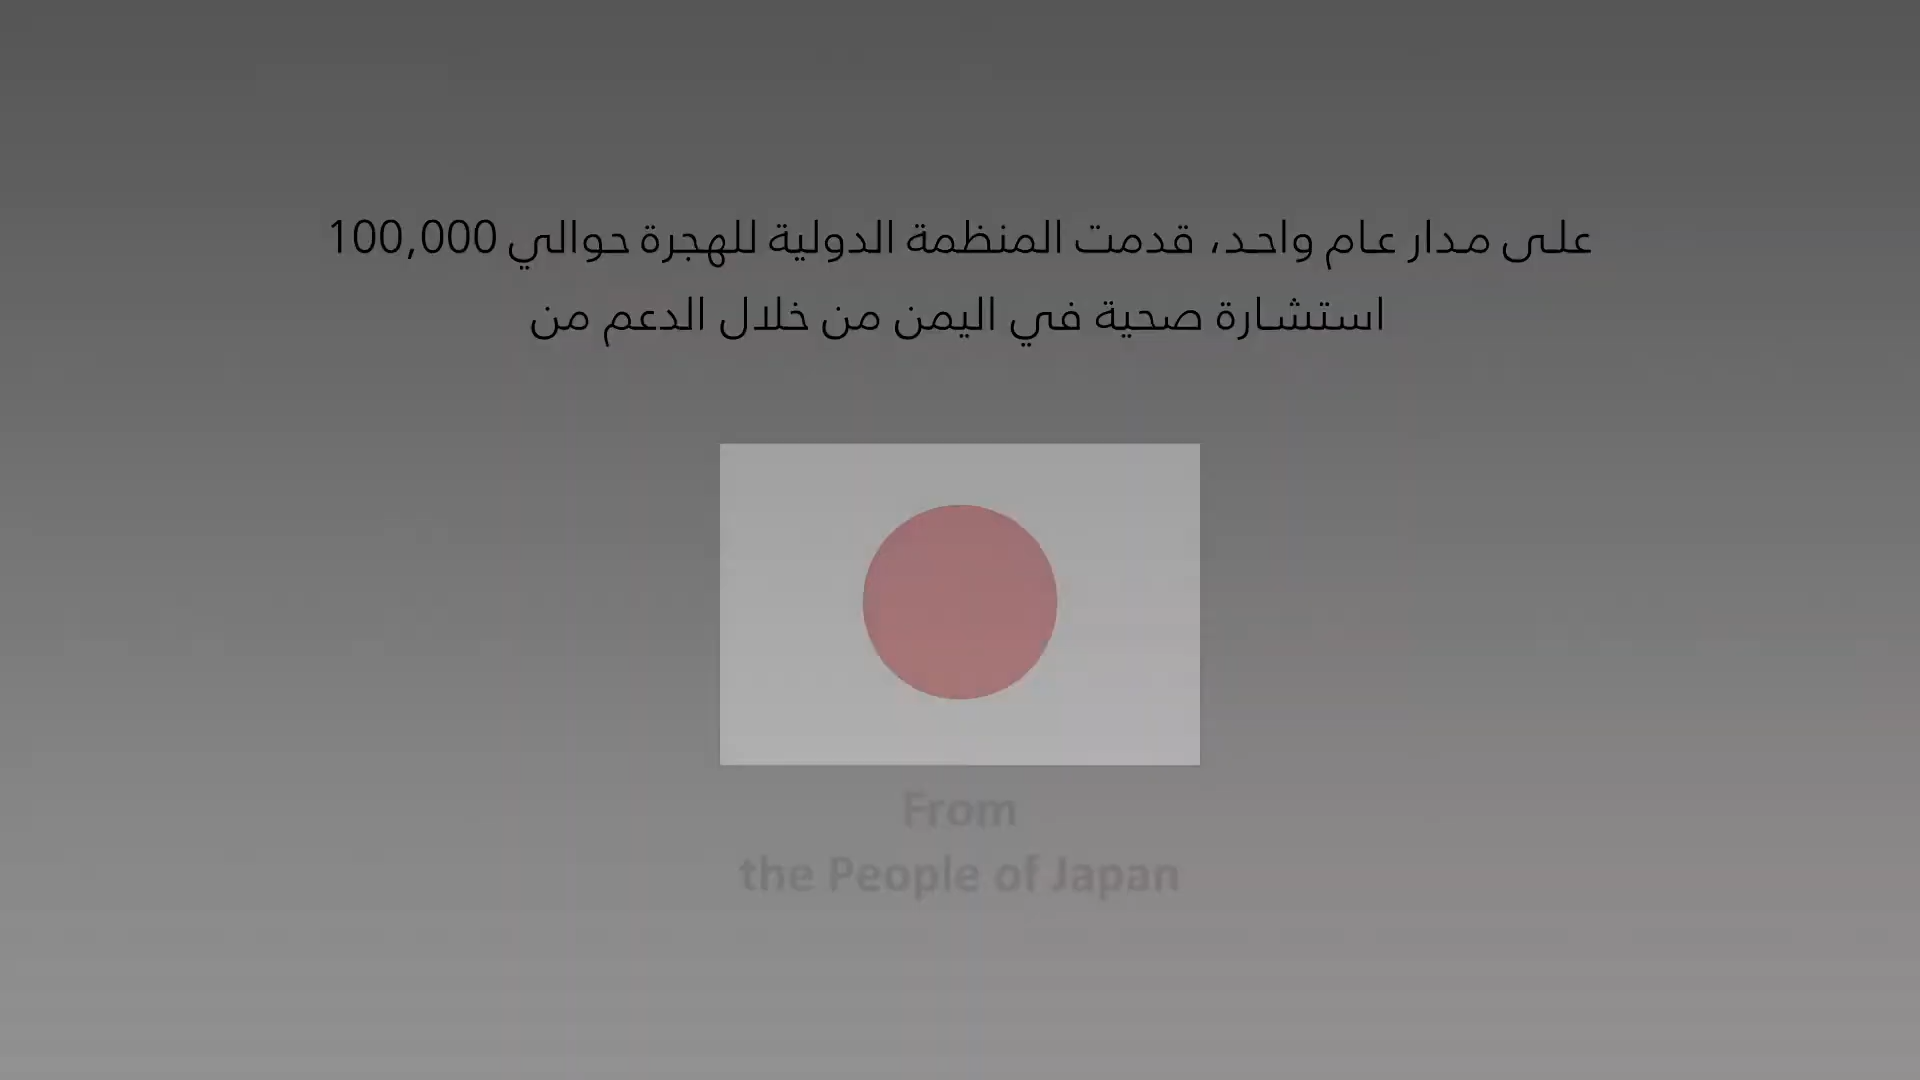 على مدار عام واحد، قدمت المنظمة الدولية للهجرة حوالي 100,000
استشارة صحية في اليمن من خلال الدعم من
From
the People of Japan